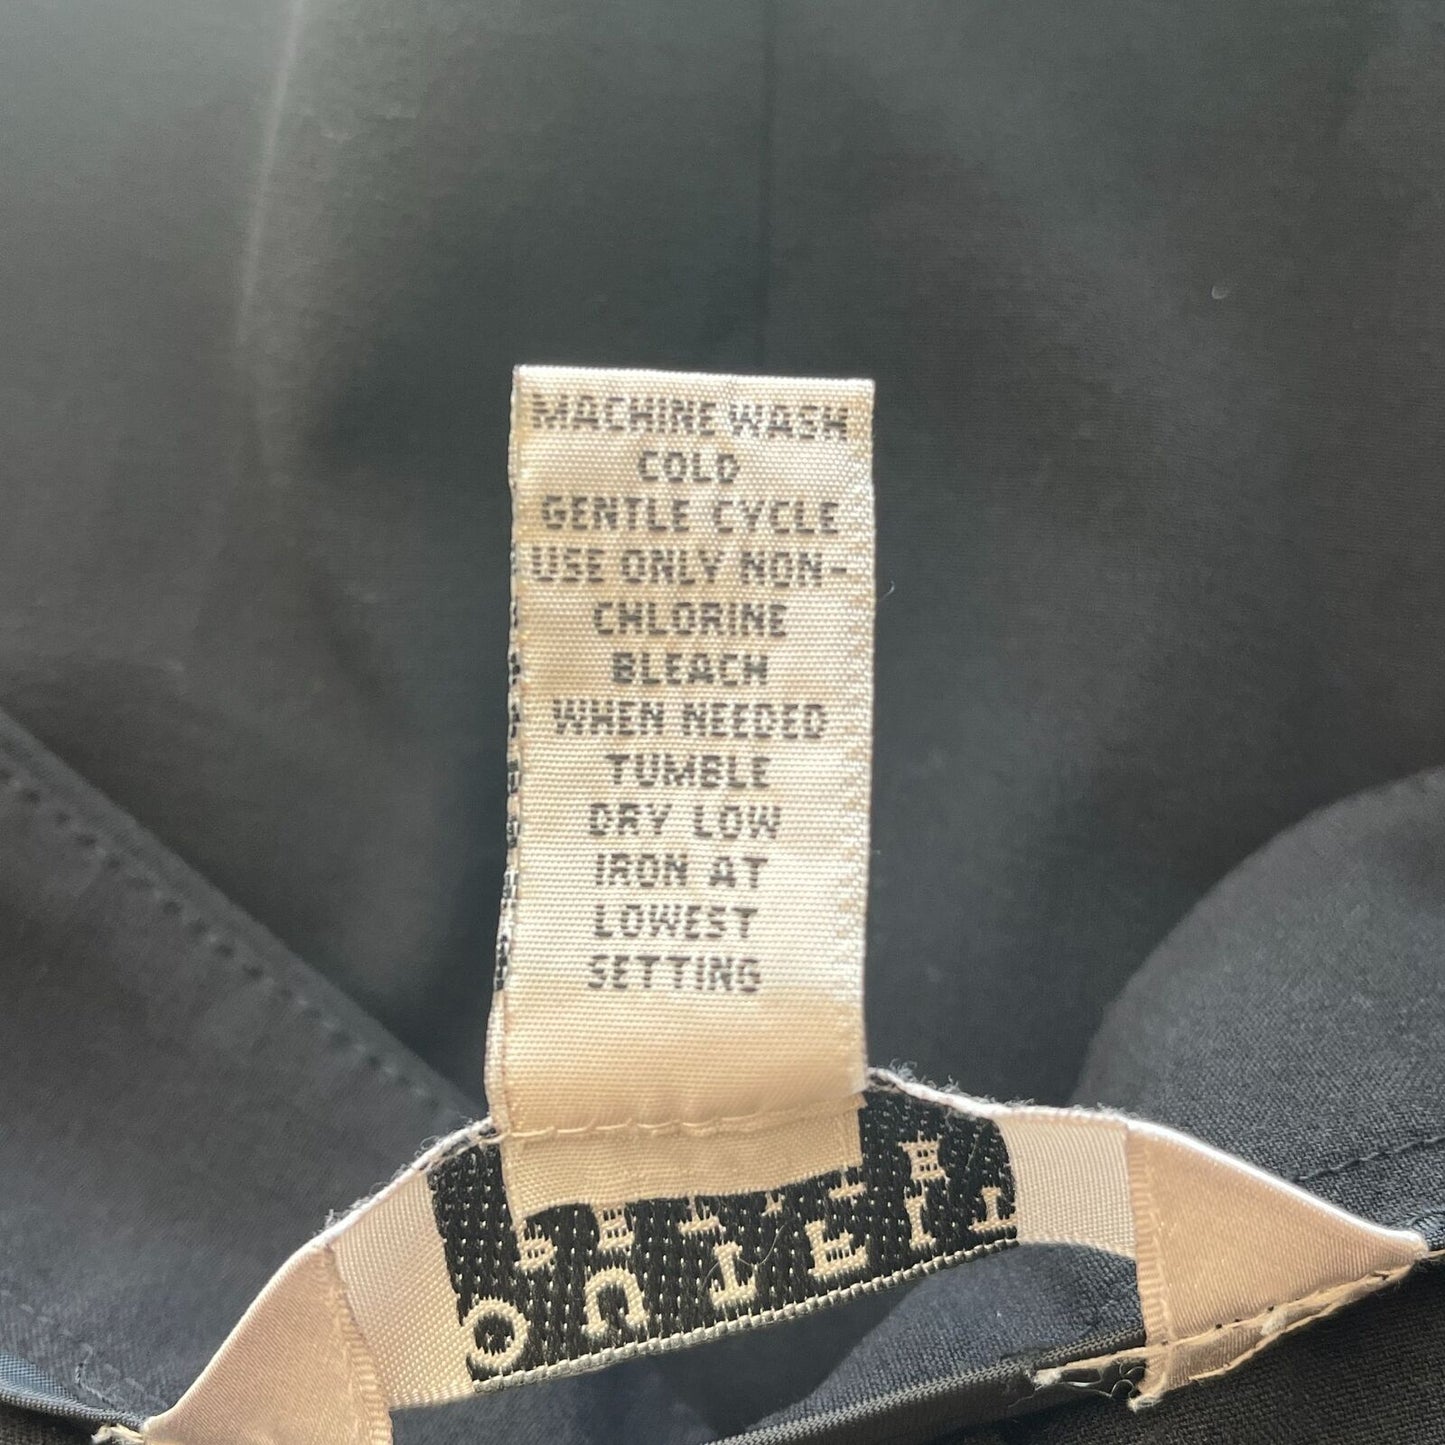 MACHINE WASH
COLD
GENTLE CYCLE
USE ONLY NON-
CHLORINE
BLEACH
WHEN NEEDED
TUMBLE
DRY LOW
IRON AT
LOWEST
SETTING